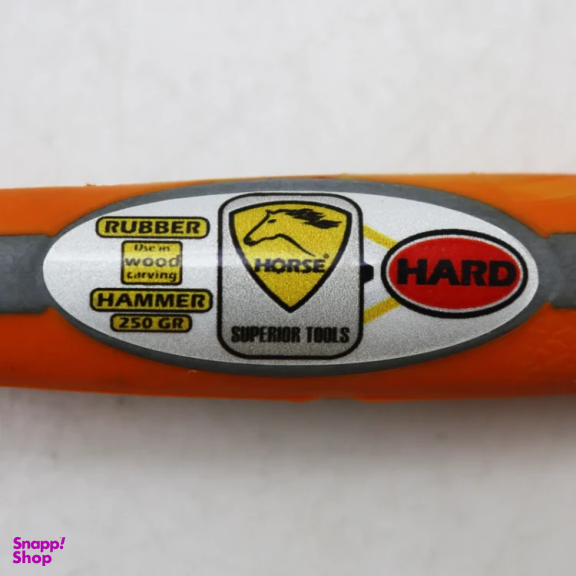 RUBBER
Use in
wood
carving
HAMMER
250 GR
HORSE®
SUPERIOR TOOLS
HARD
Snapp!
Shop